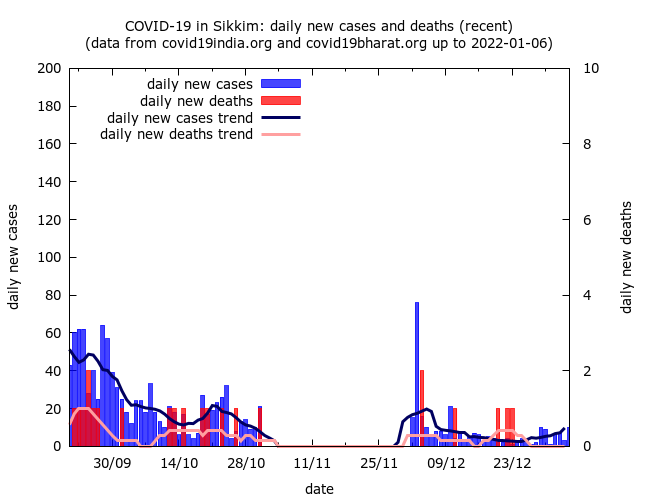 COVID-19 in Sikkim: daily new cases and deaths (recent)
(data from covid19india.org and covid19bharat.org up to 2022-01-06)
daily new cases
daily new deaths
daily new cases trend
daily new deaths trend
200
180
160
140
120
100
80
60
40
20
0
10
8
6
4
2
0
daily new cases
daily new deaths
30/09 14/10 28/10 11/11 25/11 09/12 23/12
date